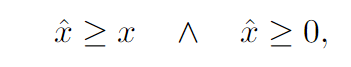 x̂ ≥ x ∧ x̂ ≥ 0,